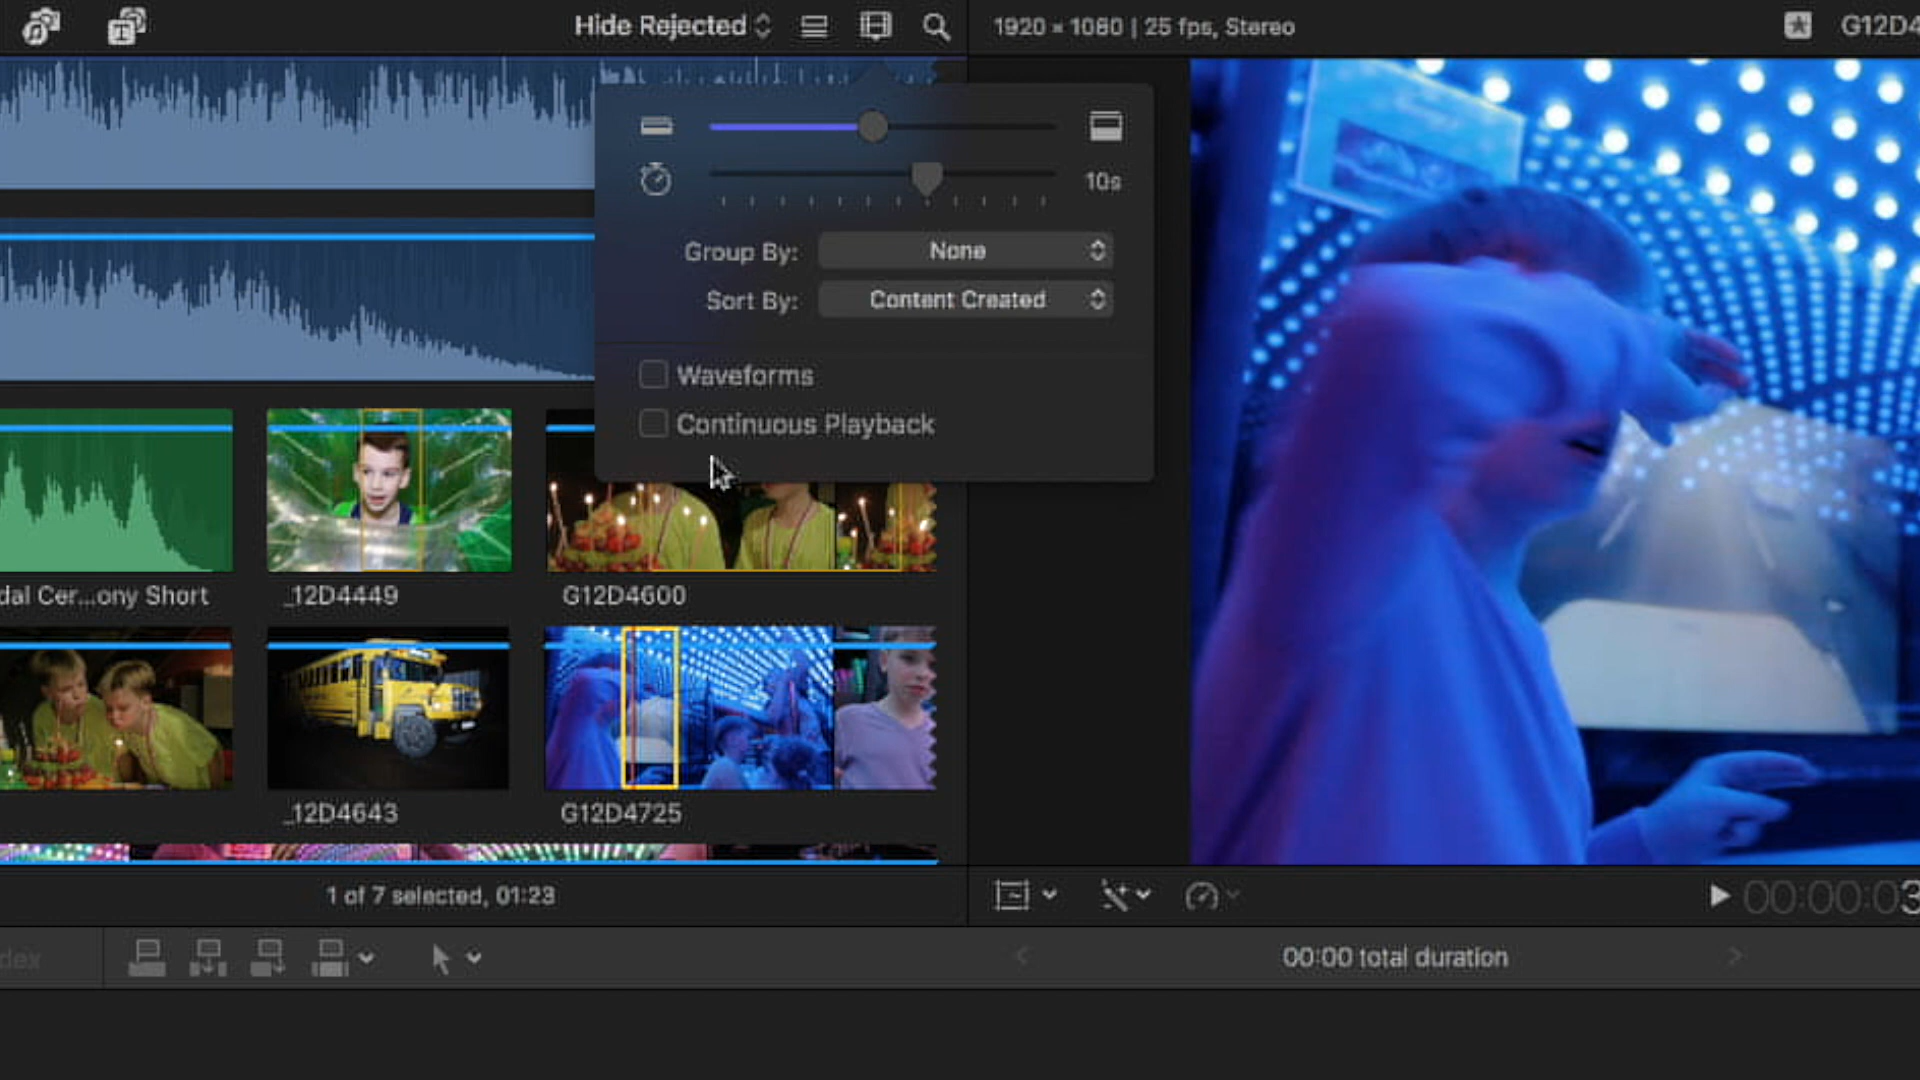 Hide Rejected
1920 × 1080 | 25 fps, Stereo
G12D4
10s
Group By: None
Sort By: Content Created
Waveforms
Continuous Playback
dal Cer...ony Short
_12D4449
G12D4600
_12D4643
G12D4725
1 of 7 selected, 01:23
00:00:03
dex
00:00 total duration